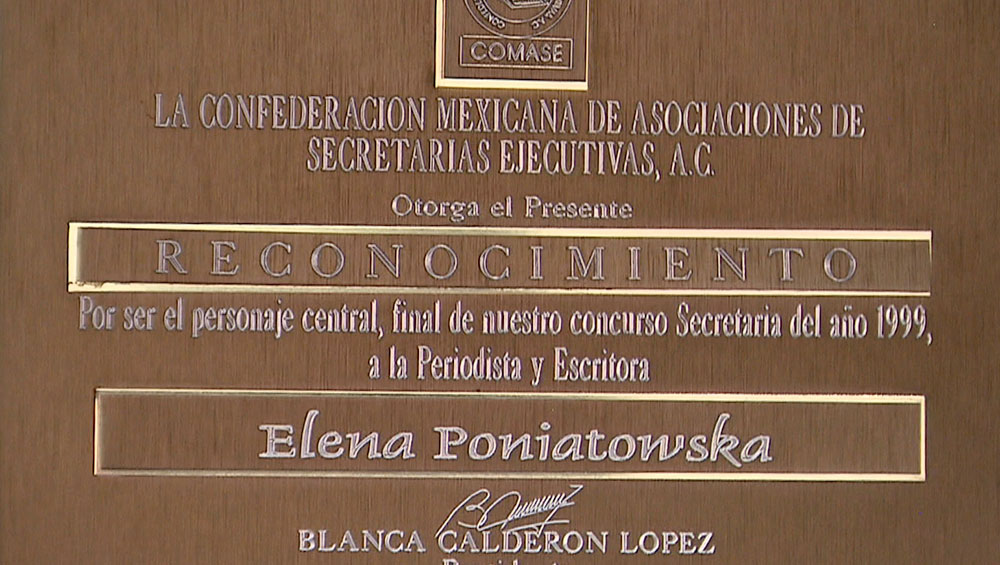 COMASE
LA CONFEDERACION MEXICANA DE ASOCIACIONES DE
SECRETARIAS EJECUTIVAS, A.C.
Otorga el Presente
RECONOCIMIENTO
Por ser el personaje central, final de nuestro concurso Secretaria del año 1999,
a la Periodista y Escritora
Elena Poniatowska
BLANCA CALDERON LOPEZ